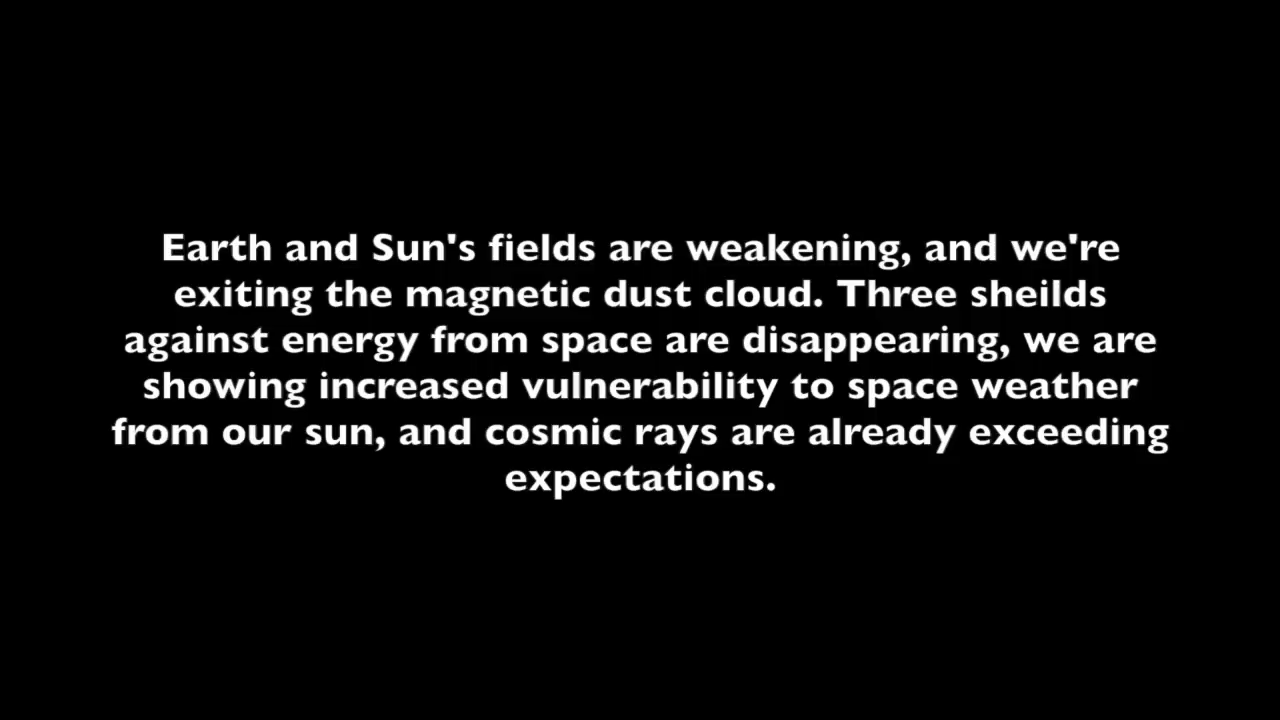 Earth and Sun's fields are weakening, and we're
exiting the magnetic dust cloud. Three sheilds
against energy from space are disappearing, we are
showing increased vulnerability to space weather
from our sun, and cosmic rays are already exceeding
expectations.